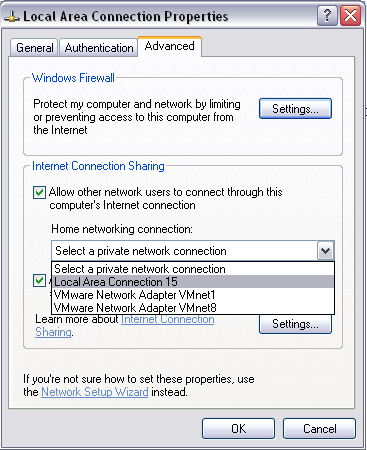 Local Area Connection Properties
General
Authentication
Advanced
Windows Firewall
Protect my computer and network by limiting
or preventing access to this computer from
the Internet
Settings...
Internet Connection Sharing
Allow other network users to connect through this
computer's Internet connection
Home networking connection:
Select a private network connection
Select a private network connection
Local Area Connection 15
VMware Network Adapter VMnet1
VMware Network Adapter VMnet8
Learn more about Internet Connection
Sharing.
Settings...
If you're not sure how to set these properties, use
the Network Setup Wizard instead.
OK
Cancel